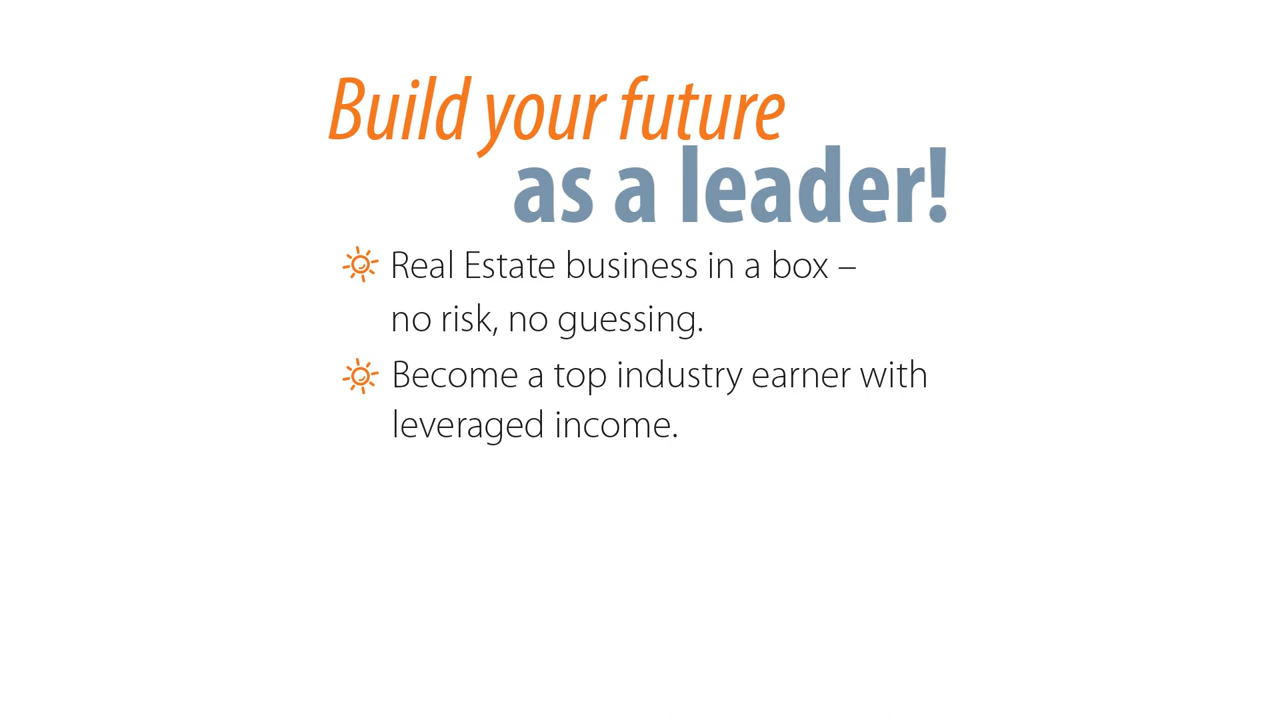 Build your future
as a leader!
Real Estate business in a box –
no risk, no guessing.
Become a top industry earner with
leveraged income.